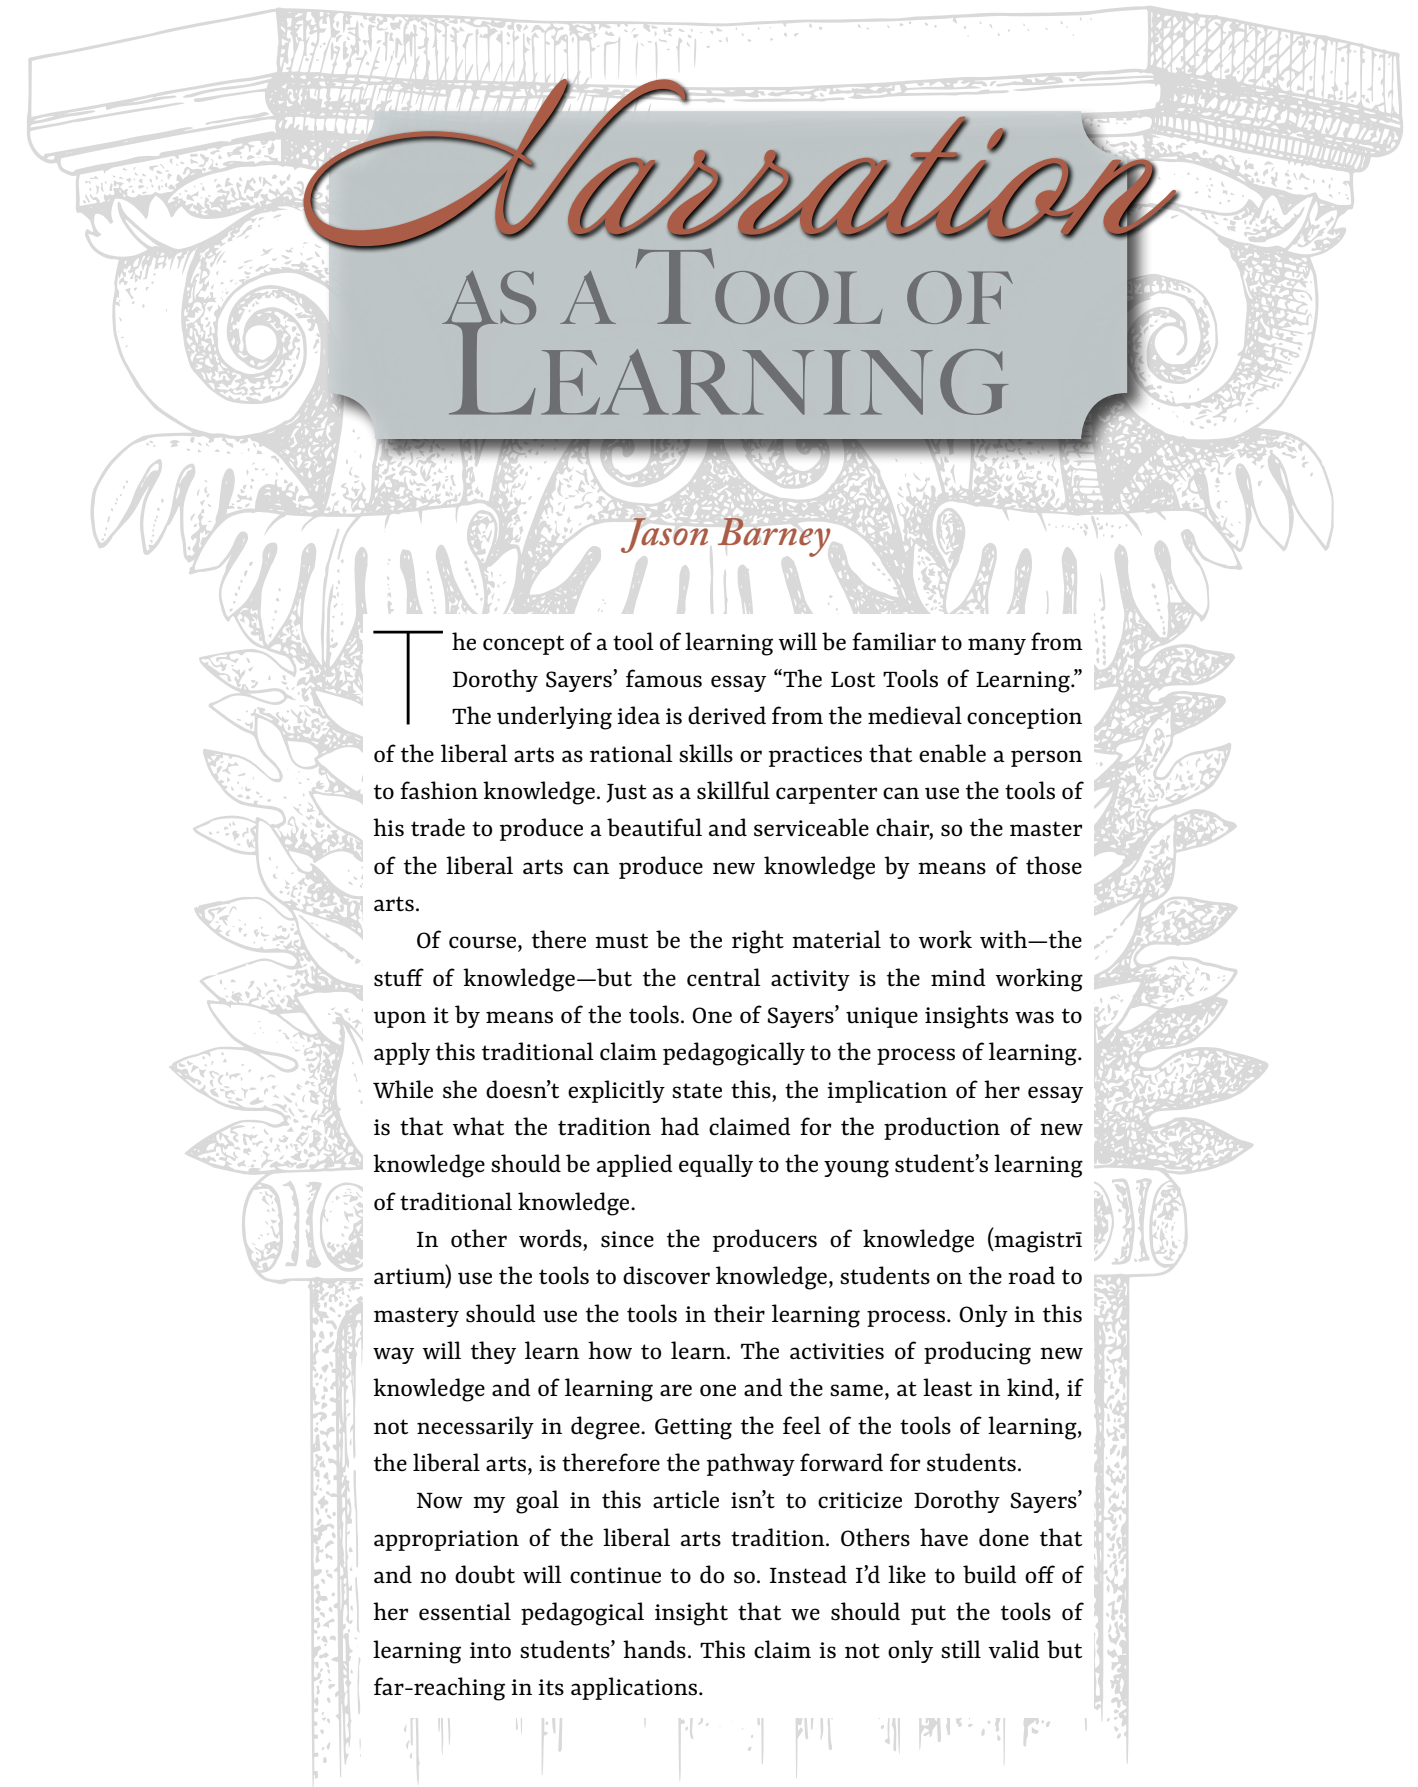 Narration
as a Tool of
Learning
Jason Barney
The concept of a tool of learning will be familiar to many from
Dorothy Sayers’ famous essay “The Lost Tools of Learning.”
The underlying idea is derived from the medieval conception
of the liberal arts as rational skills or practices that enable a person
to fashion knowledge. Just as a skillful carpenter can use the tools of
his trade to produce a beautiful and serviceable chair, so the master
of the liberal arts can produce new knowledge by means of those
arts.
Of course, there must be the right material to work with—the
stuff of knowledge—but the central activity is the mind working
upon it by means of the tools. One of Sayers’ unique insights was to
apply this traditional claim pedagogically to the process of learning.
While she doesn’t explicitly state this, the implication of her essay
is that what the tradition had claimed for the production of new
knowledge should be applied equally to the young student’s learning
of traditional knowledge.
In other words, since the producers of knowledge (magistrī
artium) use the tools to discover knowledge, students on the road to
mastery should use the tools in their learning process. Only in this
way will they learn how to learn. The activities of producing new
knowledge and of learning are one and the same, at least in kind, if
not necessarily in degree. Getting the feel of the tools of learning,
the liberal arts, is therefore the pathway forward for students.
Now my goal in this article isn’t to criticize Dorothy Sayers’
appropriation of the liberal arts tradition. Others have done that
and no doubt will continue to do so. Instead I’d like to build off of
her essential pedagogical insight that we should put the tools of
learning into students’ hands. This claim is not only still valid but
far-reaching in its applications.